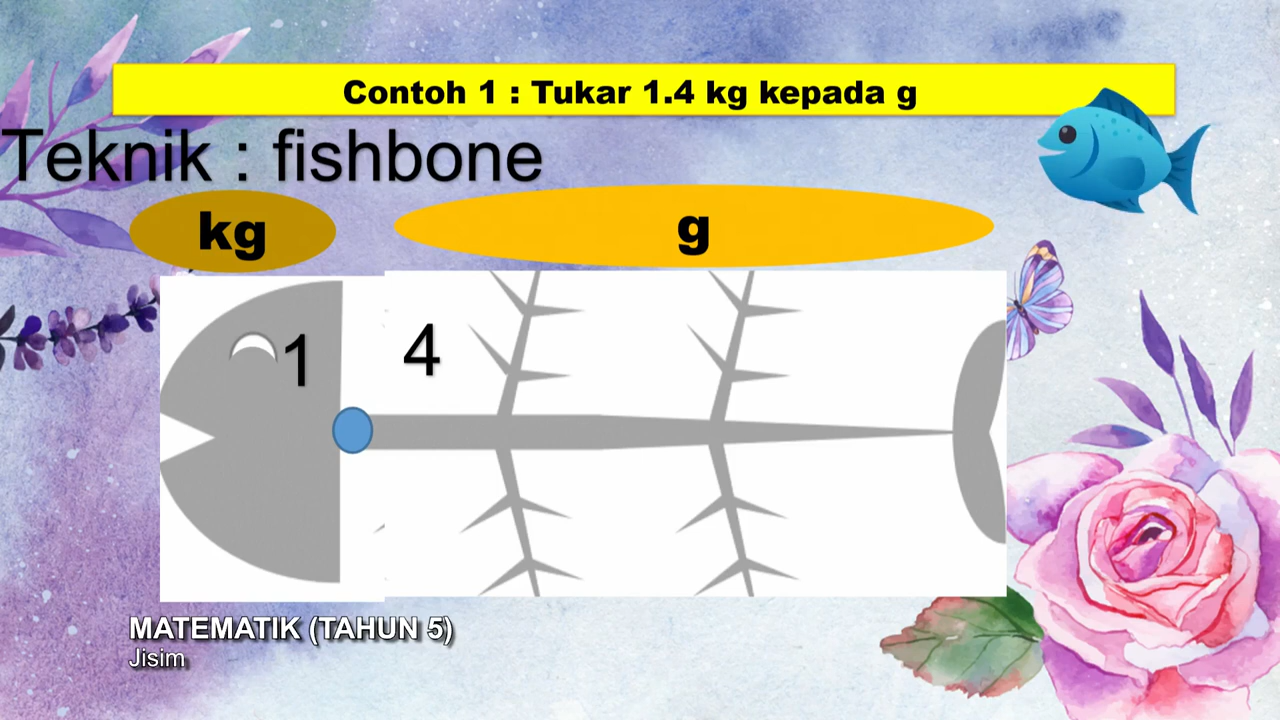 Contoh 1 : Tukar 1.4 kg kepada g
Teknik : fishbone
kg g
1 4
MATEMATIK (TAHUN 5)
Jisim